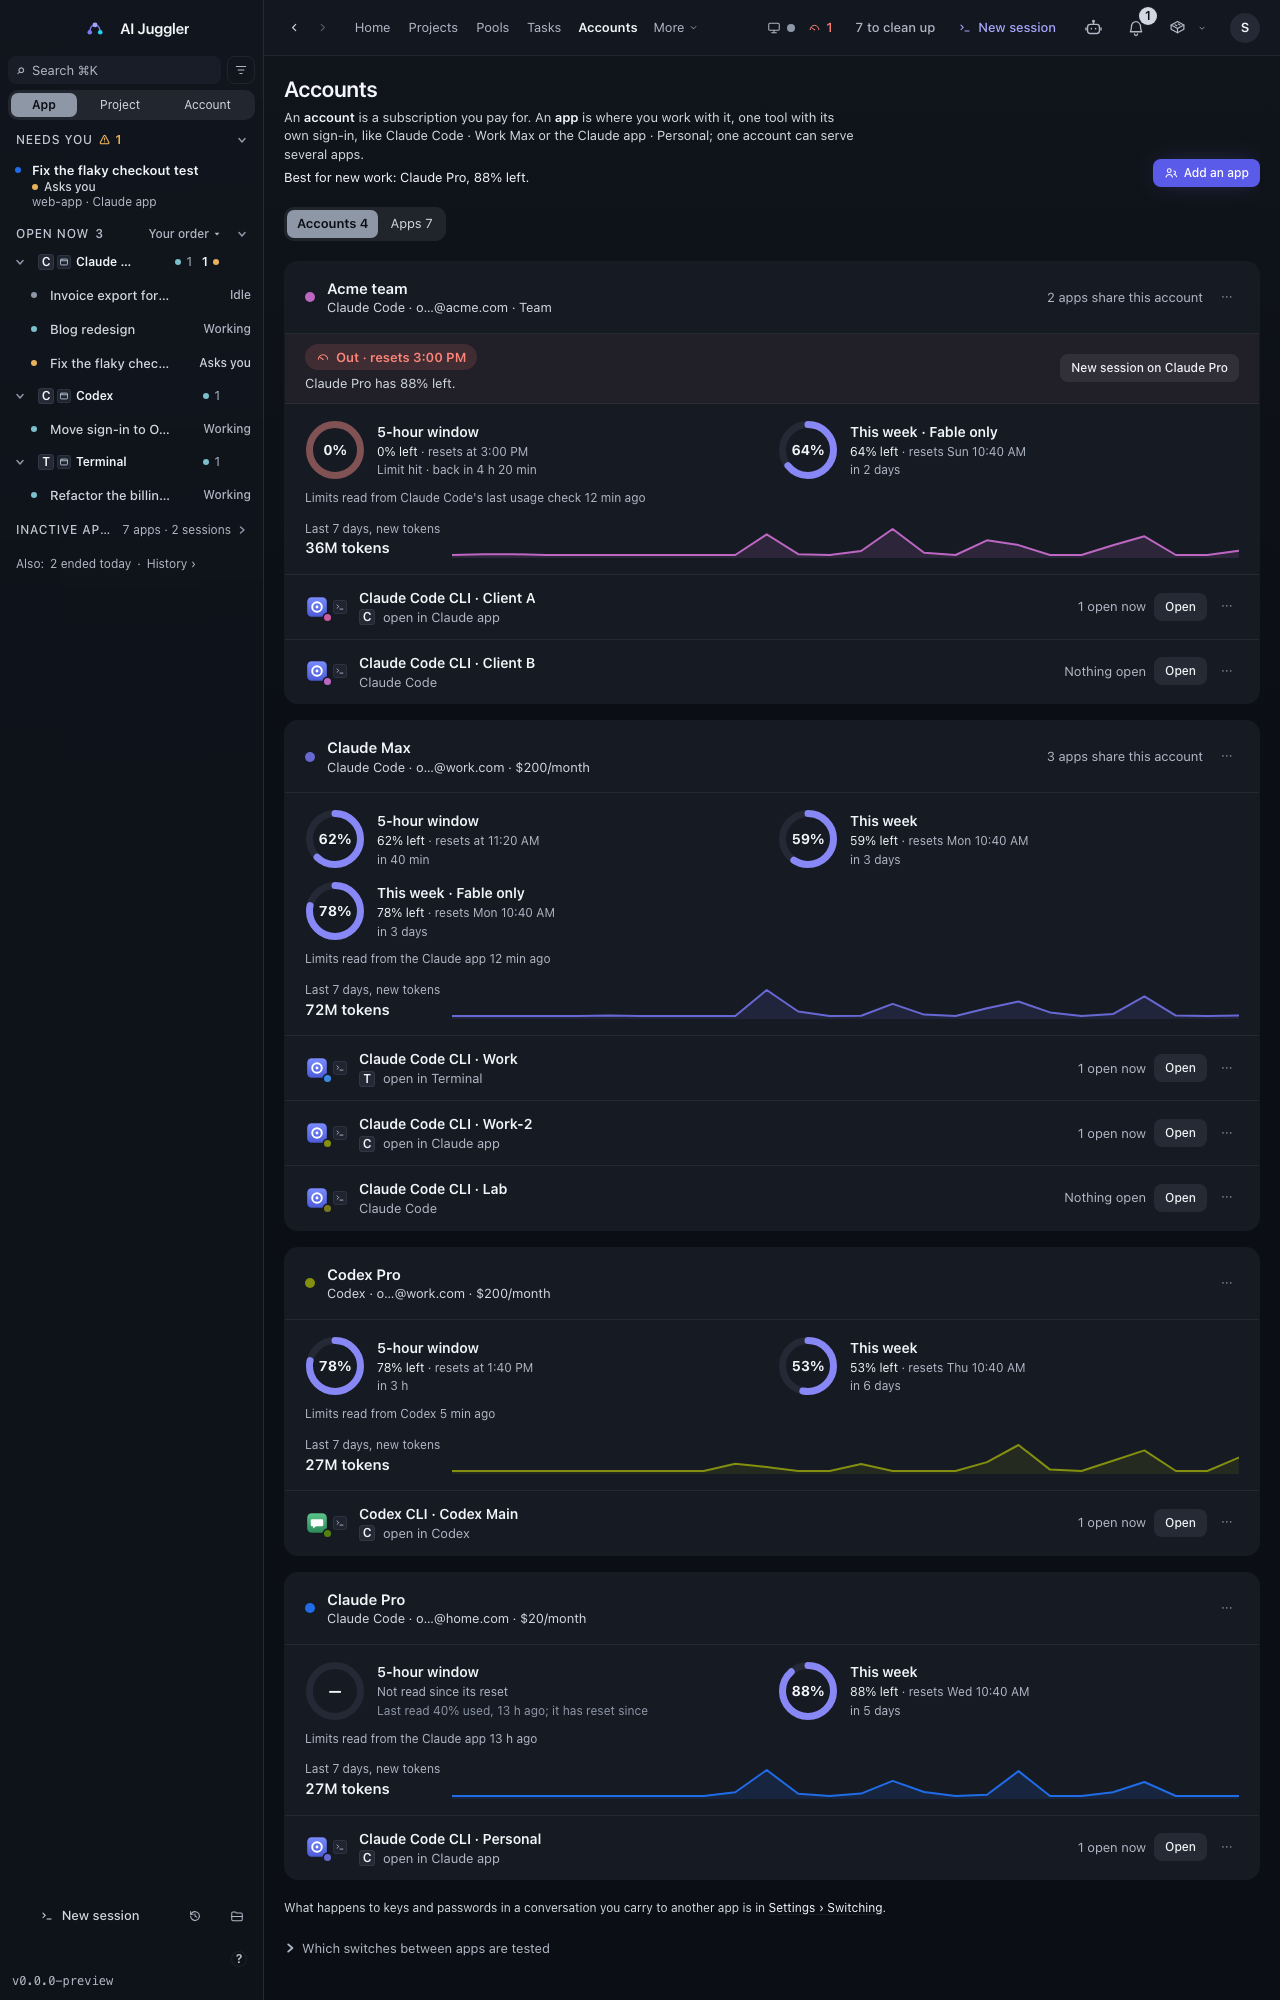 AI Juggler
Search ⌘K
App Project Account
NEEDS YOU 1
Fix the flaky checkout test
Asks you
web-app · Claude app
OPEN NOW 3 Your order
C Claude ... 1 1
Invoice export for... Idle
Blog redesign Working
Fix the flaky chec... Asks you
C Codex 1
Move sign-in to O... Working
T Terminal 1
Refactor the billin... Working
INACTIVE AP... 7 apps · 2 sessions
Also: 2 ended today · History ›
New session
?
v0.0.0-preview
Home Projects Pools Tasks Accounts More
1 7 to clean up New session 1 S
Accounts
An account is a subscription you pay for. An app is where you work with it, one tool with its
own sign-in, like Claude Code · Work Max or the Claude app · Personal; one account can serve
several apps.
Best for new work: Claude Pro, 88% left.
Add an app
Accounts 4 Apps 7
Acme team
Claude Code · o...@acme.com · Team
2 apps share this account ...
Out · resets 3:00 PM
Claude Pro has 88% left.
New session on Claude Pro
0%
5-hour window
0% left · resets at 3:00 PM
Limit hit · back in 4 h 20 min
64%
This week · Fable only
64% left · resets Sun 10:40 AM
in 2 days
Limits read from Claude Code's last usage check 12 min ago
Last 7 days, new tokens
36M tokens
Claude Code CLI · Client A
C open in Claude app
1 open now Open ...
Claude Code CLI · Client B
Claude Code
Nothing open Open ...
Claude Max
Claude Code · o...@work.com · $200/month
3 apps share this account ...
62%
5-hour window
62% left · resets at 11:20 AM
in 40 min
59%
This week
59% left · resets Mon 10:40 AM
in 3 days
78%
This week · Fable only
78% left · resets Mon 10:40 AM
in 3 days
Limits read from the Claude app 12 min ago
Last 7 days, new tokens
72M tokens
Claude Code CLI · Work
T open in Terminal
1 open now Open ...
Claude Code CLI · Work-2
C open in Claude app
1 open now Open ...
Claude Code CLI · Lab
Claude Code
Nothing open Open ...
Codex Pro
Codex · o...@work.com · $200/month
...
78%
5-hour window
78% left · resets at 1:40 PM
in 3 h
53%
This week
53% left · resets Thu 10:40 AM
in 6 days
Limits read from Codex 5 min ago
Last 7 days, new tokens
27M tokens
Codex CLI · Codex Main
C open in Codex
1 open now Open ...
Claude Pro
Claude Code · o...@home.com · $20/month
...
–
5-hour window
Not read since its reset
Last read 40% used, 13 h ago; it has reset since
88%
This week
88% left · resets Wed 10:40 AM
in 5 days
Limits read from the Claude app 13 h ago
Last 7 days, new tokens
27M tokens
Claude Code CLI · Personal
C open in Claude app
1 open now Open ...
What happens to keys and passwords in a conversation you carry to another app is in Settings › Switching.
Which switches between apps are tested